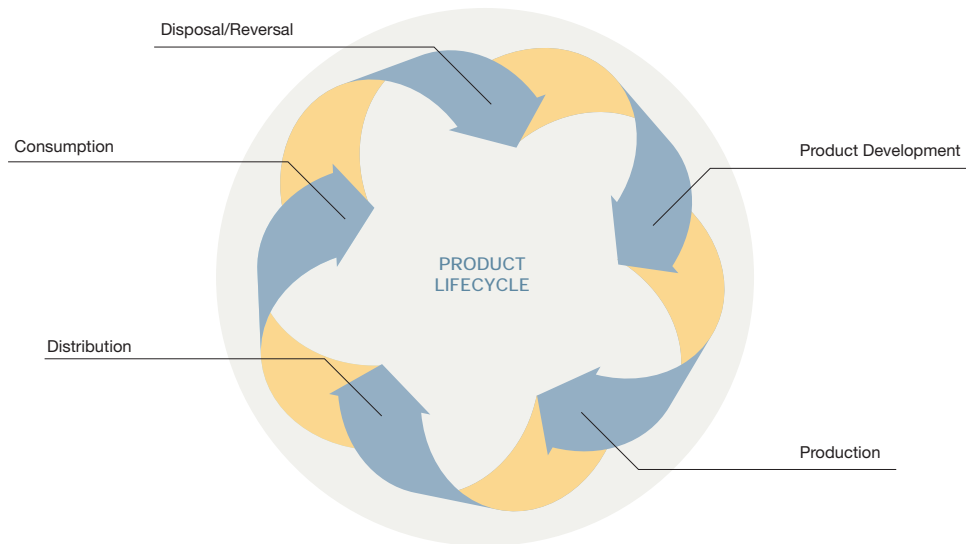 Disposal/Reversal
Consumption
Product Development
PRODUCT
LIFECYCLE
Distribution
Production